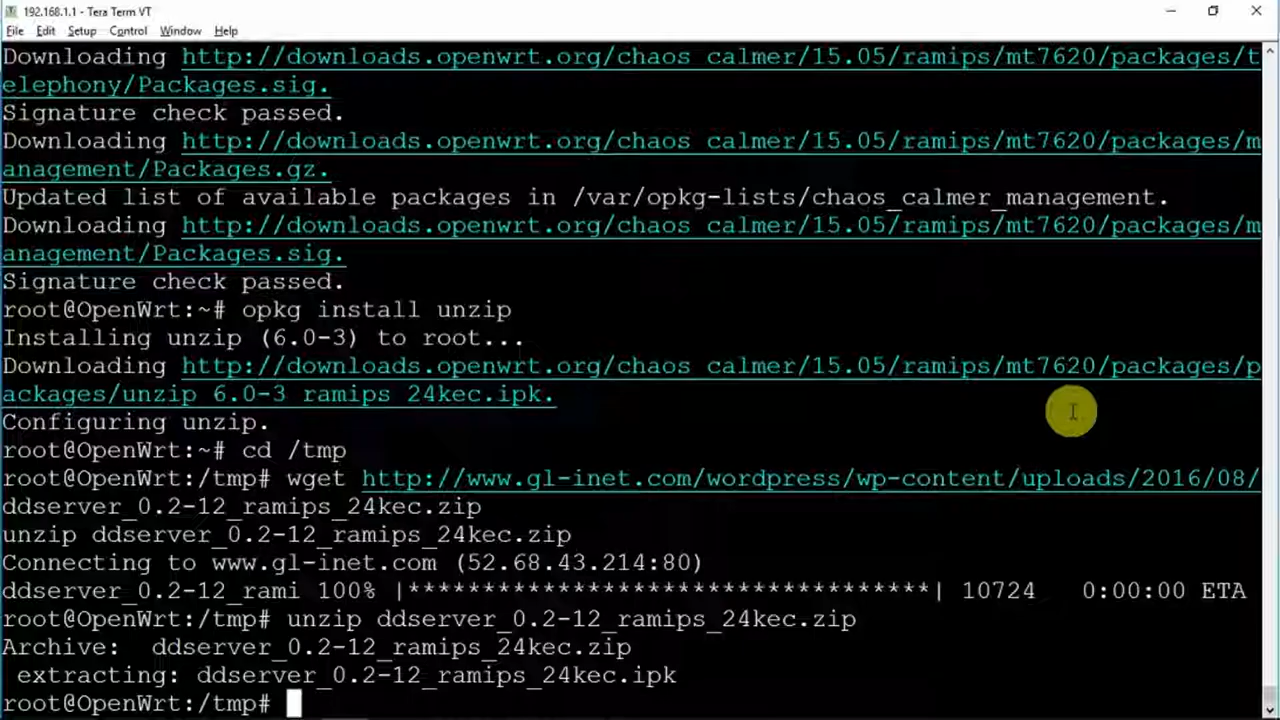 192.168.1.1 - Tera Term VT
File Edit Setup Control Window Help
Downloading http://downloads.openwrt.org/chaos_calmer/15.05/ramips/mt7620/packages/t
elephony/Packages.sig.
Signature check passed.
Downloading http://downloads.openwrt.org/chaos_calmer/15.05/ramips/mt7620/packages/m
anagement/Packages.gz.
Updated list of available packages in /var/opkg-lists/chaos_calmer_management.
Downloading http://downloads.openwrt.org/chaos_calmer/15.05/ramips/mt7620/packages/m
anagement/Packages.sig.
Signature check passed.
root@OpenWrt:~# opkg install unzip
Installing unzip (6.0-3) to root...
Downloading http://downloads.openwrt.org/chaos_calmer/15.05/ramips/mt7620/packages/p
ackages/unzip_6.0-3_ramips_24kec.ipk.
Configuring unzip.
root@OpenWrt:~# cd /tmp
root@OpenWrt:/tmp# wget http://www.gl-inet.com/wordpress/wp-content/uploads/2016/08/
ddserver_0.2-12_ramips_24kec.zip
unzip ddserver_0.2-12_ramips_24kec.zip
Connecting to www.gl-inet.com (52.68.43.214:80)
ddserver_0.2-12_rami 100% |***********************************| 10724 0:00:00 ETA
root@OpenWrt:/tmp# unzip ddserver_0.2-12_ramips_24kec.zip
Archive: ddserver_0.2-12_ramips_24kec.zip
extracting: ddserver_0.2-12_ramips_24kec.ipk
root@OpenWrt:/tmp#